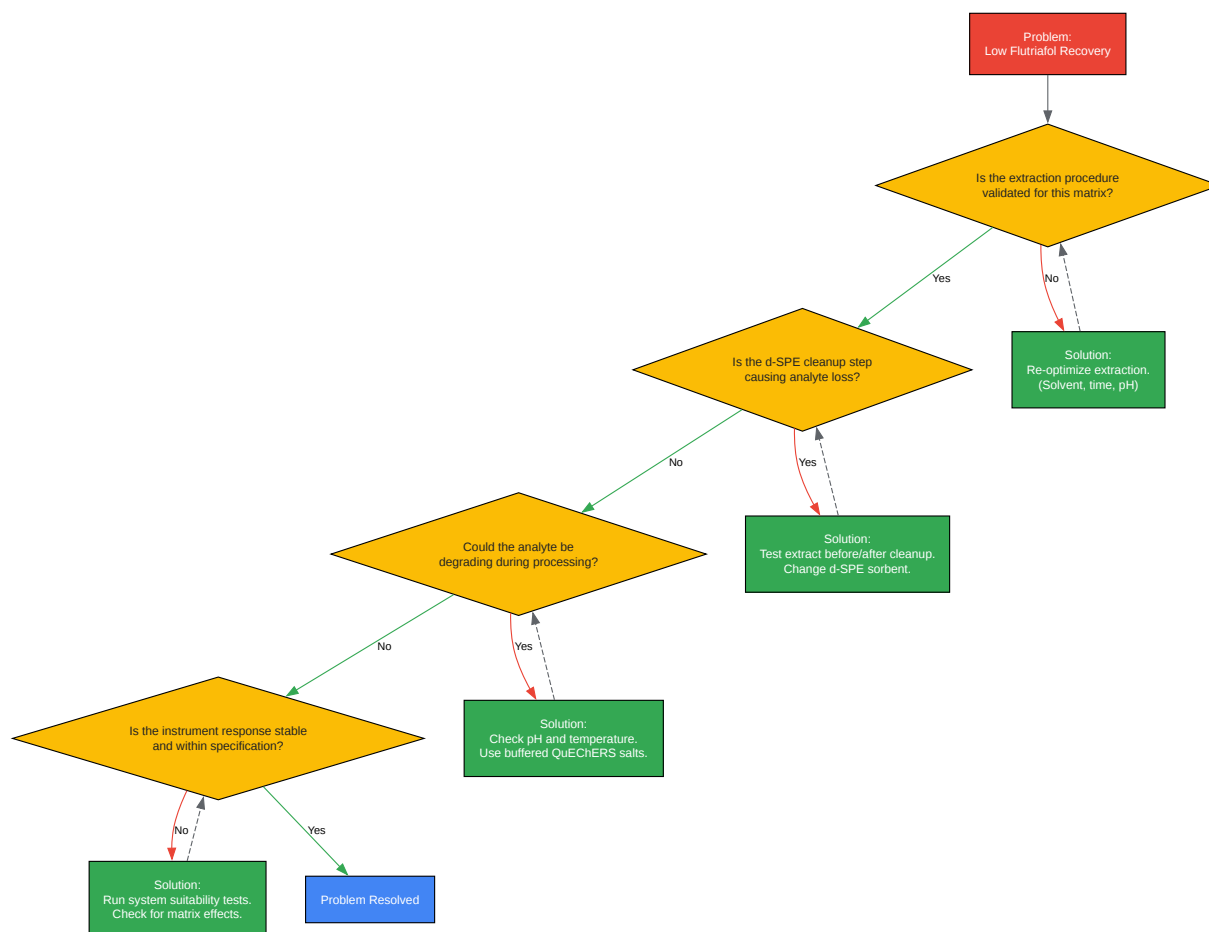 Problem:
Low Flutriafol Recovery
Is the extraction procedure
validated for this matrix?
Yes
No
Solution:
Re-optimize extraction.
(Solvent, time, pH)
Is the d-SPE cleanup step
causing analyte loss?
No
Yes
Solution:
Test extract before/after cleanup.
Change d-SPE sorbent.
Could the analyte be
degrading during processing?
No
Yes
Solution:
Check pH and temperature.
Use buffered QuEChERS salts.
Is the instrument response stable
and within specification?
No
Yes
Solution:
Run system suitability tests.
Check for matrix effects.
Problem Resolved